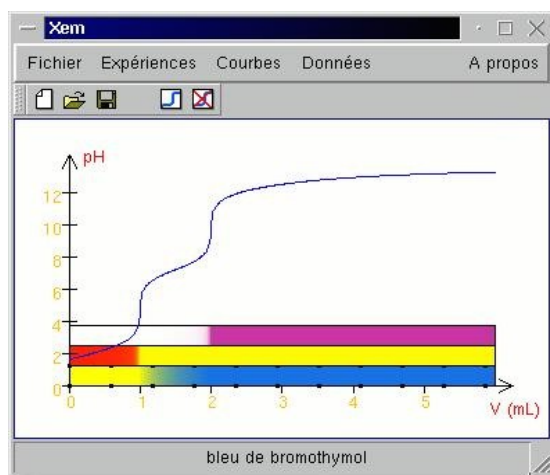 Xem
Fichier Expériences Courbes Données A propos
pH
12
10
8
6
4
2
0
0 1 2 3 4 5
V (mL)
bleu de bromothymol